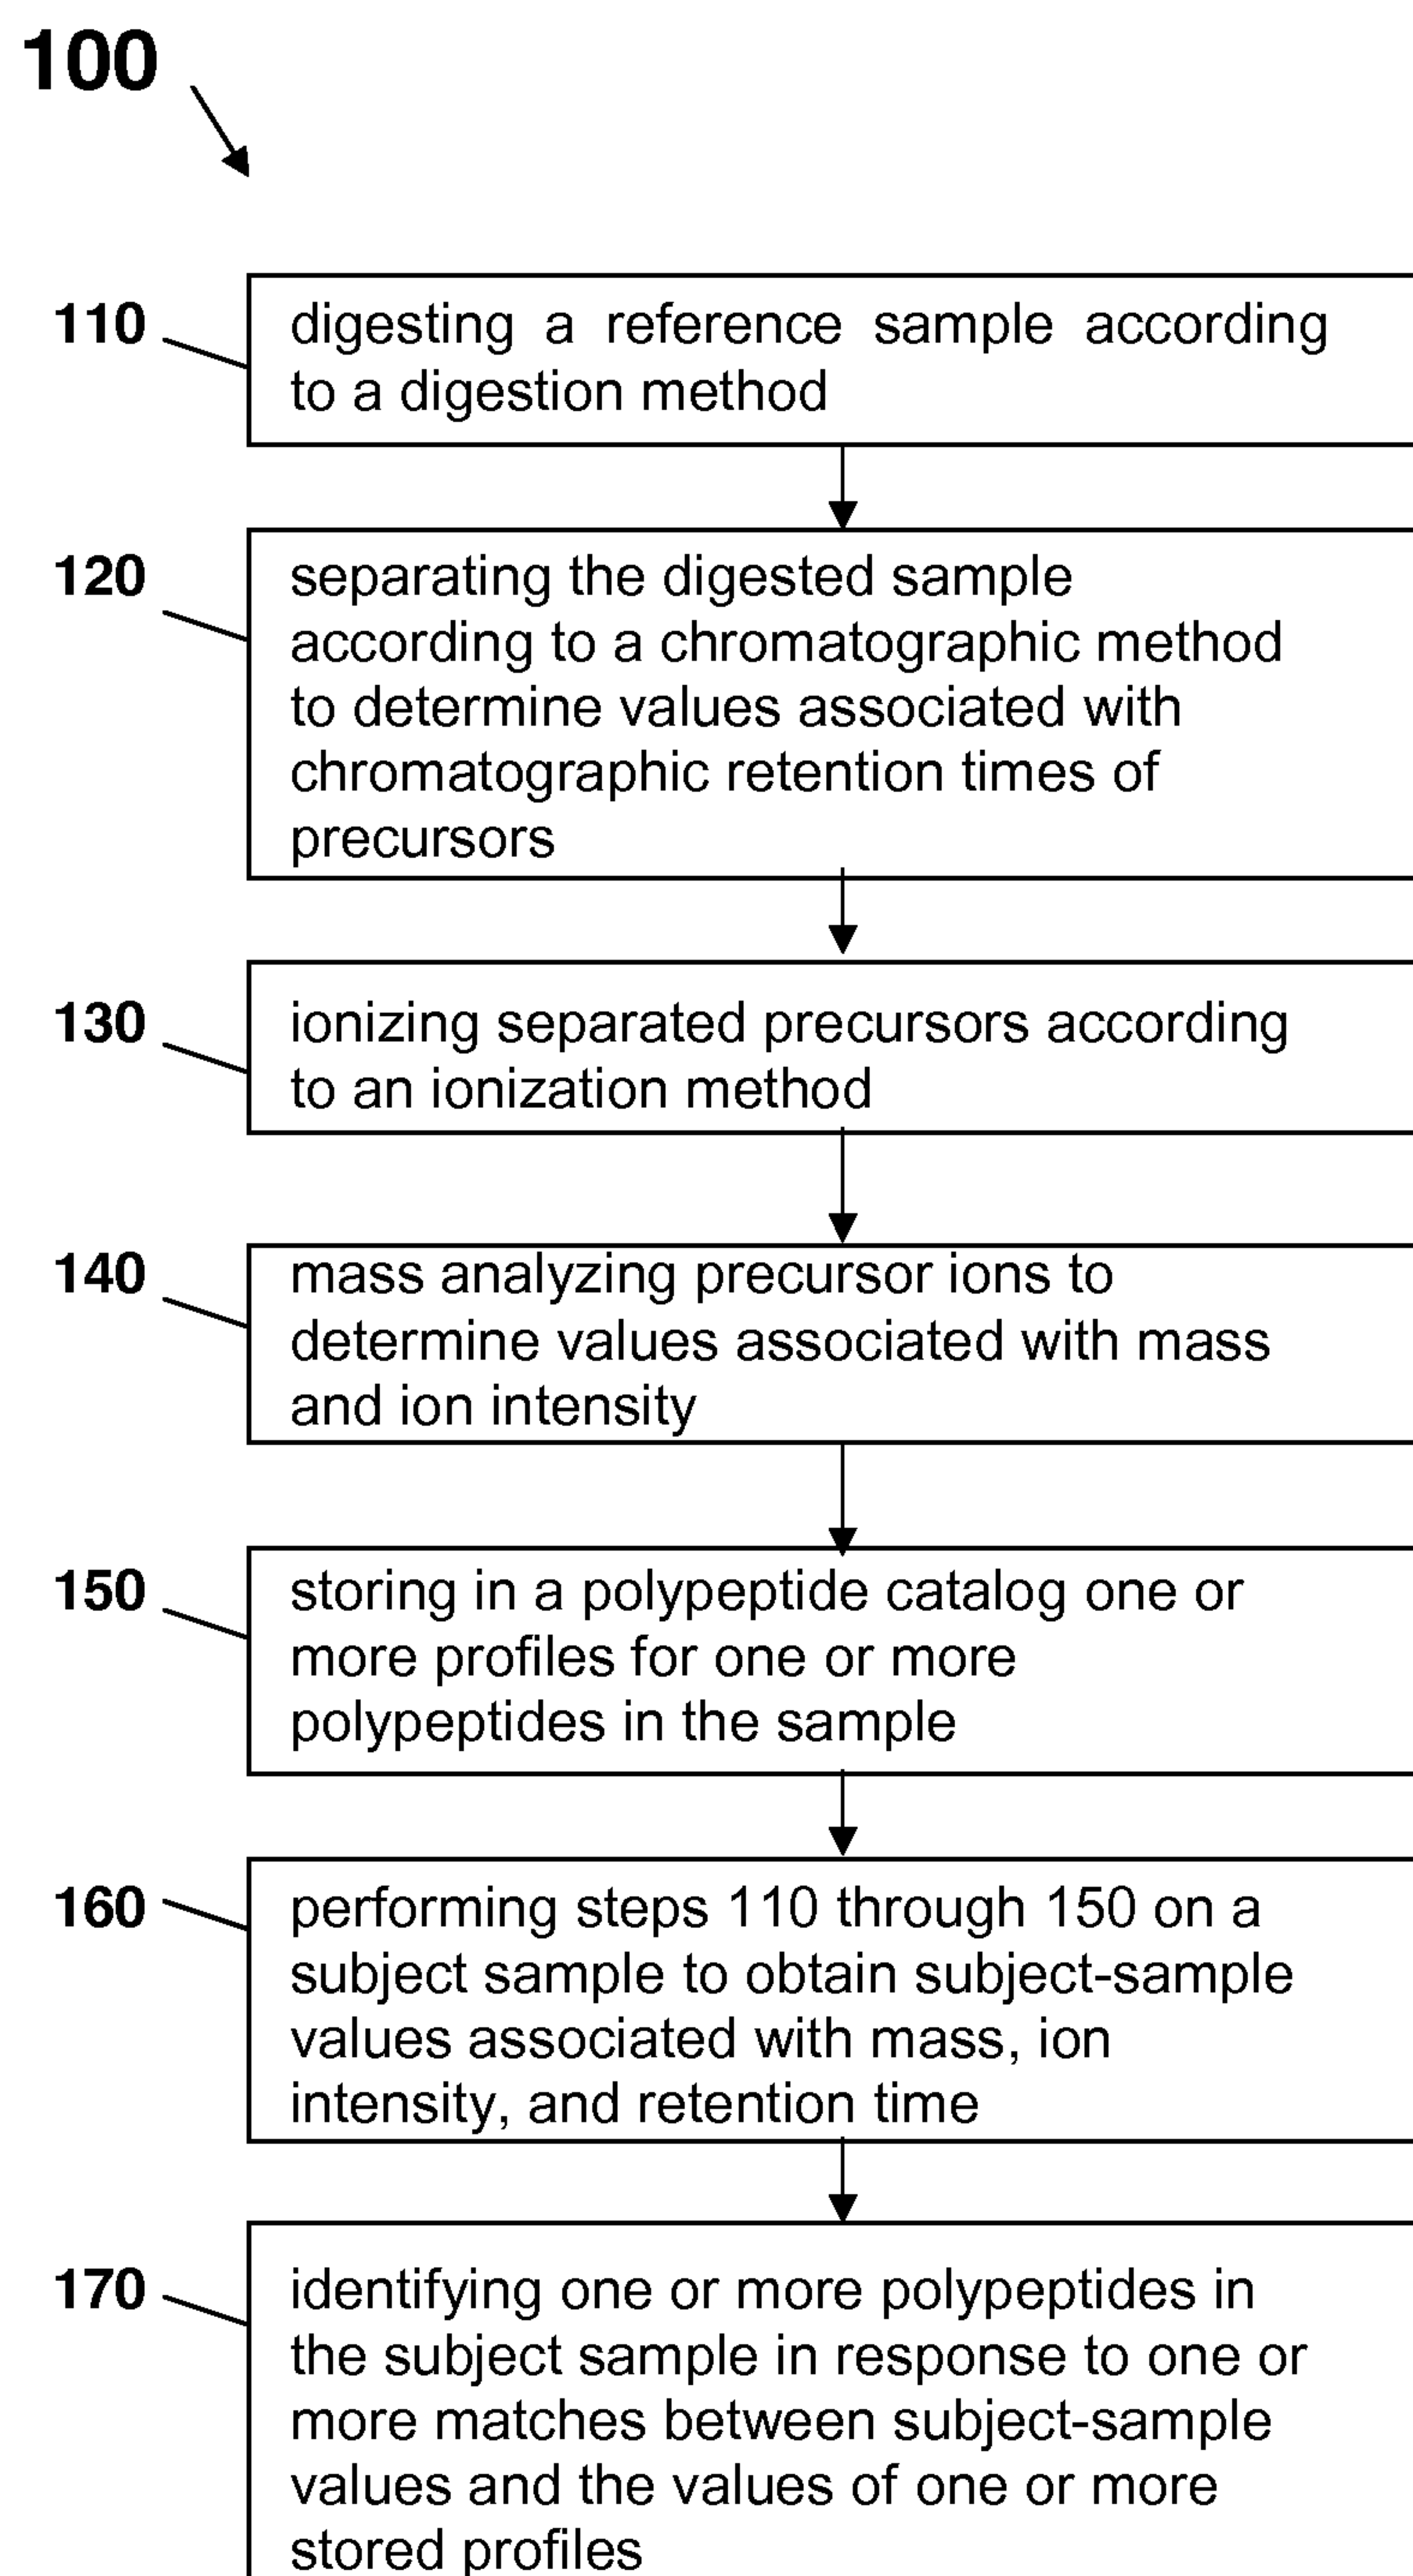 100
110
digesting a reference sample according
to a digestion method
120
separating the digested sample
according to a chromatographic method
to determine values associated with
chromatographic retention times of
precursors
130
ionizing separated precursors according
to an ionization method
140
mass analyzing precursor ions to
determine values associated with mass
and ion intensity
150
storing in a polypeptide catalog one or
more profiles for one or more
polypeptides in the sample
160
performing steps 110 through 150 on a
subject sample to obtain subject-sample
values associated with mass, ion
intensity, and retention time
170
identifying one or more polypeptides in
the subject sample in response to one or
more matches between subject-sample
values and the values of one or more
stored profiles